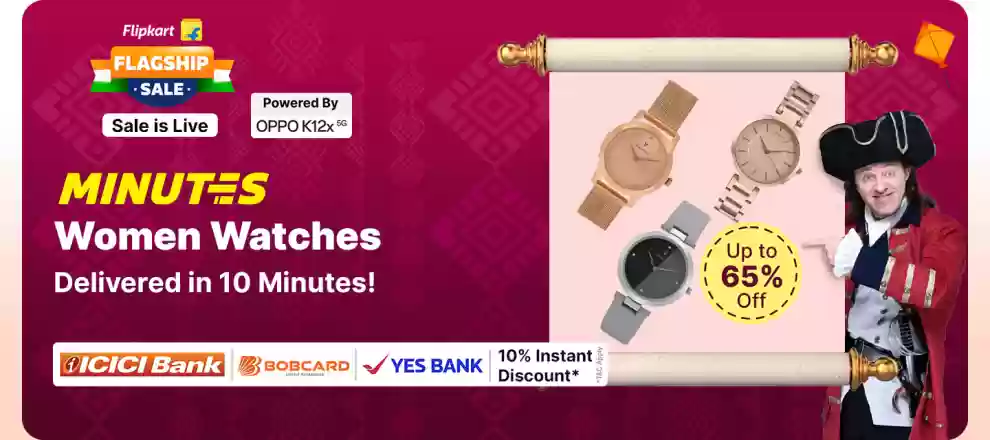 Flipkart
FLAGSHIP
SALE
Sale is Live
Powered By
OPPO K12x 5G
MINUTES
Women Watches
Delivered in 10 Minutes!
Up to
65%
Off
ICICI Bank
BOBCARD
YES BANK
10% Instant
Discount*
*T&C Apply